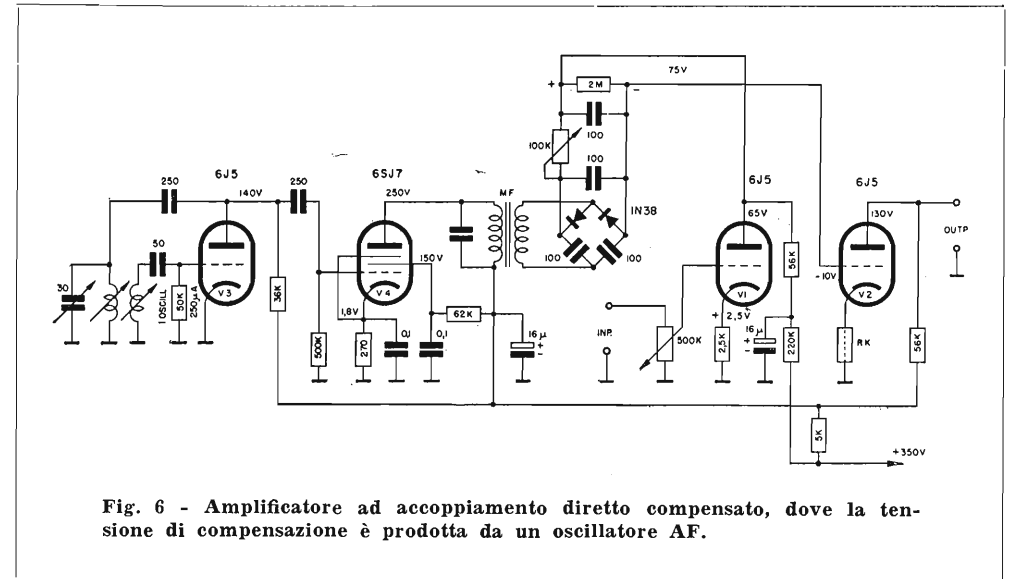 75V
+
2M
-
100
100K
100
6J5
6SJ7
6J5
6J5
250
140V
250
250V
MF
1N38
65V
130V
OUTP
50
150V
100
100
56K
-10V
30
1 OSCILL
50K
250µA
V3
36K
V4
V1
V2
1,8V
62K
INP.
+ 2,5V
16µ
+
-
500K
270
0,1
0,1
16µ
+
-
500K
2,5K
220K
RK
56K
5K
+350V
Fig. 6 - Amplificatore ad accoppiamento diretto compensato, dove la ten-
sione di compensazione è prodotta da un oscillatore AF.